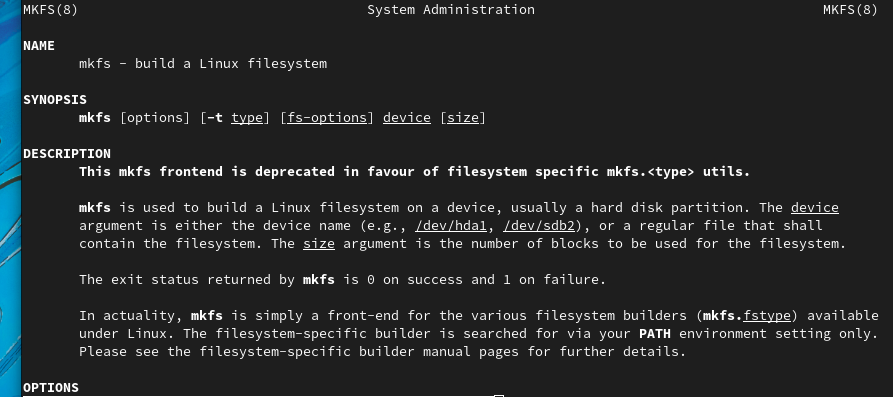 MKFS(8) System Administration MKFS(8)
NAME
mkfs - build a Linux filesystem
SYNOPSIS
mkfs [options] [-t type] [fs-options] device [size]
DESCRIPTION
This mkfs frontend is deprecated in favour of filesystem specific mkfs.<type> utils.
mkfs is used to build a Linux filesystem on a device, usually a hard disk partition. The device
argument is either the device name (e.g., /dev/hda1, /dev/sdb2), or a regular file that shall
contain the filesystem. The size argument is the number of blocks to be used for the filesystem.
The exit status returned by mkfs is 0 on success and 1 on failure.
In actuality, mkfs is simply a front-end for the various filesystem builders (mkfs.fstype) available
under Linux. The filesystem-specific builder is searched for via your PATH environment setting only.
Please see the filesystem-specific builder manual pages for further details.
OPTIONS